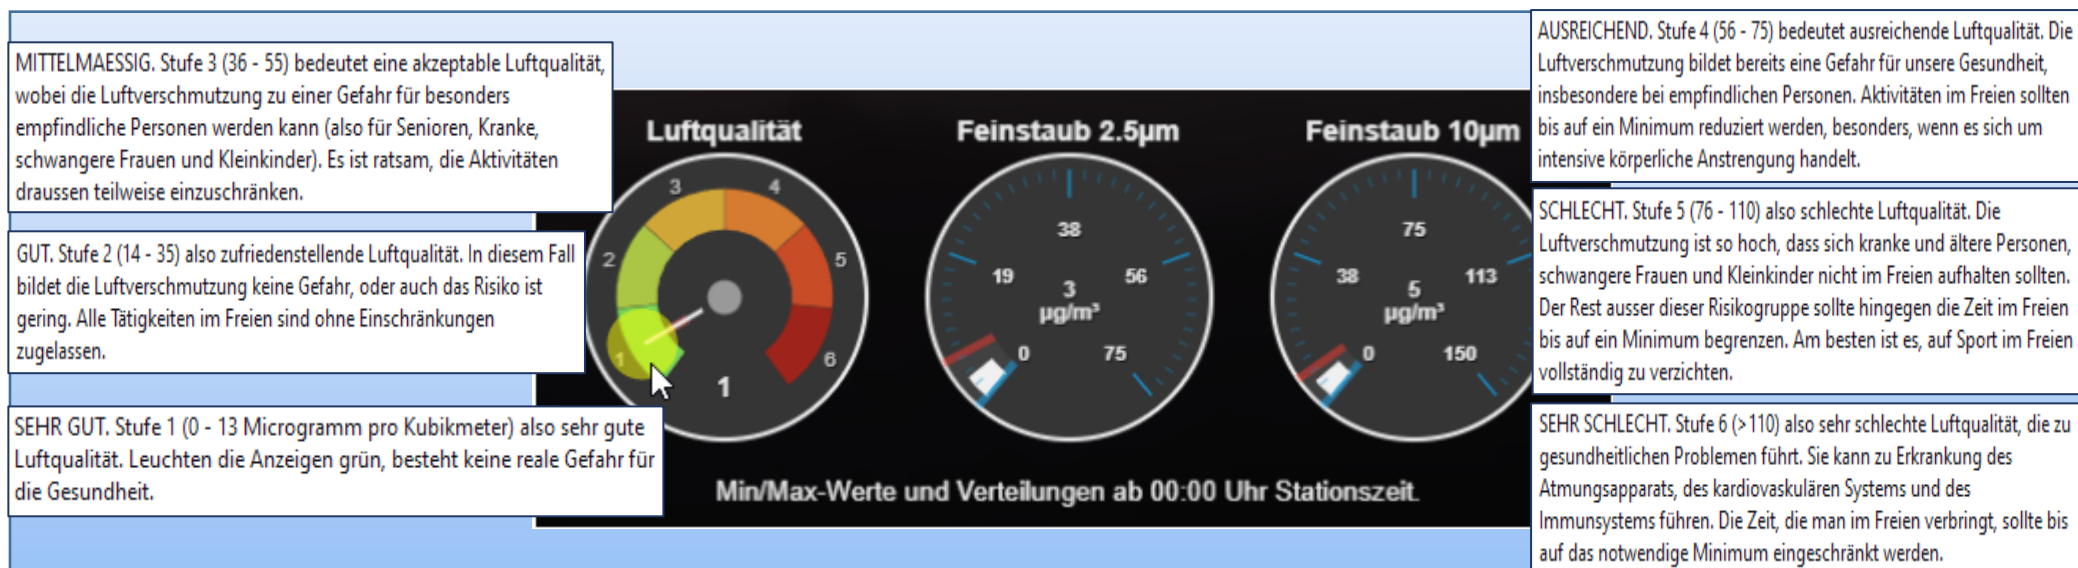 MITTELMAESSIG. Stufe 3 (36 - 55) bedeutet eine akzeptable Luftqualität,
wobei die Luftverschmutzung zu einer Gefahr für besonders
empfindliche Personen werden kann (also für Senioren, Kranke,
schwangere Frauen und Kleinkinder). Es ist ratsam, die Aktivitäten
draussen teilweise einzuschränken.
GUT. Stufe 2 (14 - 35) also zufriedenstellende Luftqualität. In diesem Fall
bildet die Luftverschmutzung keine Gefahr, oder auch das Risiko ist
gering. Alle Tätigkeiten im Freien sind ohne Einschränkungen
zugelassen.
SEHR GUT. Stufe 1 (0 - 13 Microgramm pro Kubikmeter) also sehr gute
Luftqualität. Leuchten die Anzeigen grün, besteht keine reale Gefahr für
die Gesundheit.
Luftqualität
1
2
3
4
5
6
1
Feinstaub 2.5µm
0
19
38
56
75
3
µg/m³
Feinstaub 10µm
0
38
75
113
150
5
µg/m³
Min/Max-Werte und Verteilungen ab 00:00 Uhr Stationszeit.
AUSREICHEND. Stufe 4 (56 - 75) bedeutet ausreichende Luftqualität. Die
Luftverschmutzung bildet bereits eine Gefahr für unsere Gesundheit,
insbesondere bei empfindlichen Personen. Aktivitäten im Freien sollten
bis auf ein Minimum reduziert werden, besonders, wenn es sich um
intensive körperliche Anstrengung handelt.
SCHLECHT. Stufe 5 (76 - 110) also schlechte Luftqualität. Die
Luftverschmutzung ist so hoch, dass sich kranke und ältere Personen,
schwangere Frauen und Kleinkinder nicht im Freien aufhalten sollten.
Der Rest ausser dieser Risikogruppe sollte hingegen die Zeit im Freien
bis auf ein Minimum begrenzen. Am besten ist es, auf Sport im Freien
vollständig zu verzichten.
SEHR SCHLECHT. Stufe 6 (>110) also sehr schlechte Luftqualität, die zu
gesundheitlichen Problemen führt. Sie kann zu Erkrankung des
Atmungsapparats, des kardiovaskulären Systems und des
Immunsystems führen. Die Zeit, die man im Freien verbringt, sollte bis
auf das notwendige Minimum eingeschränkt werden.